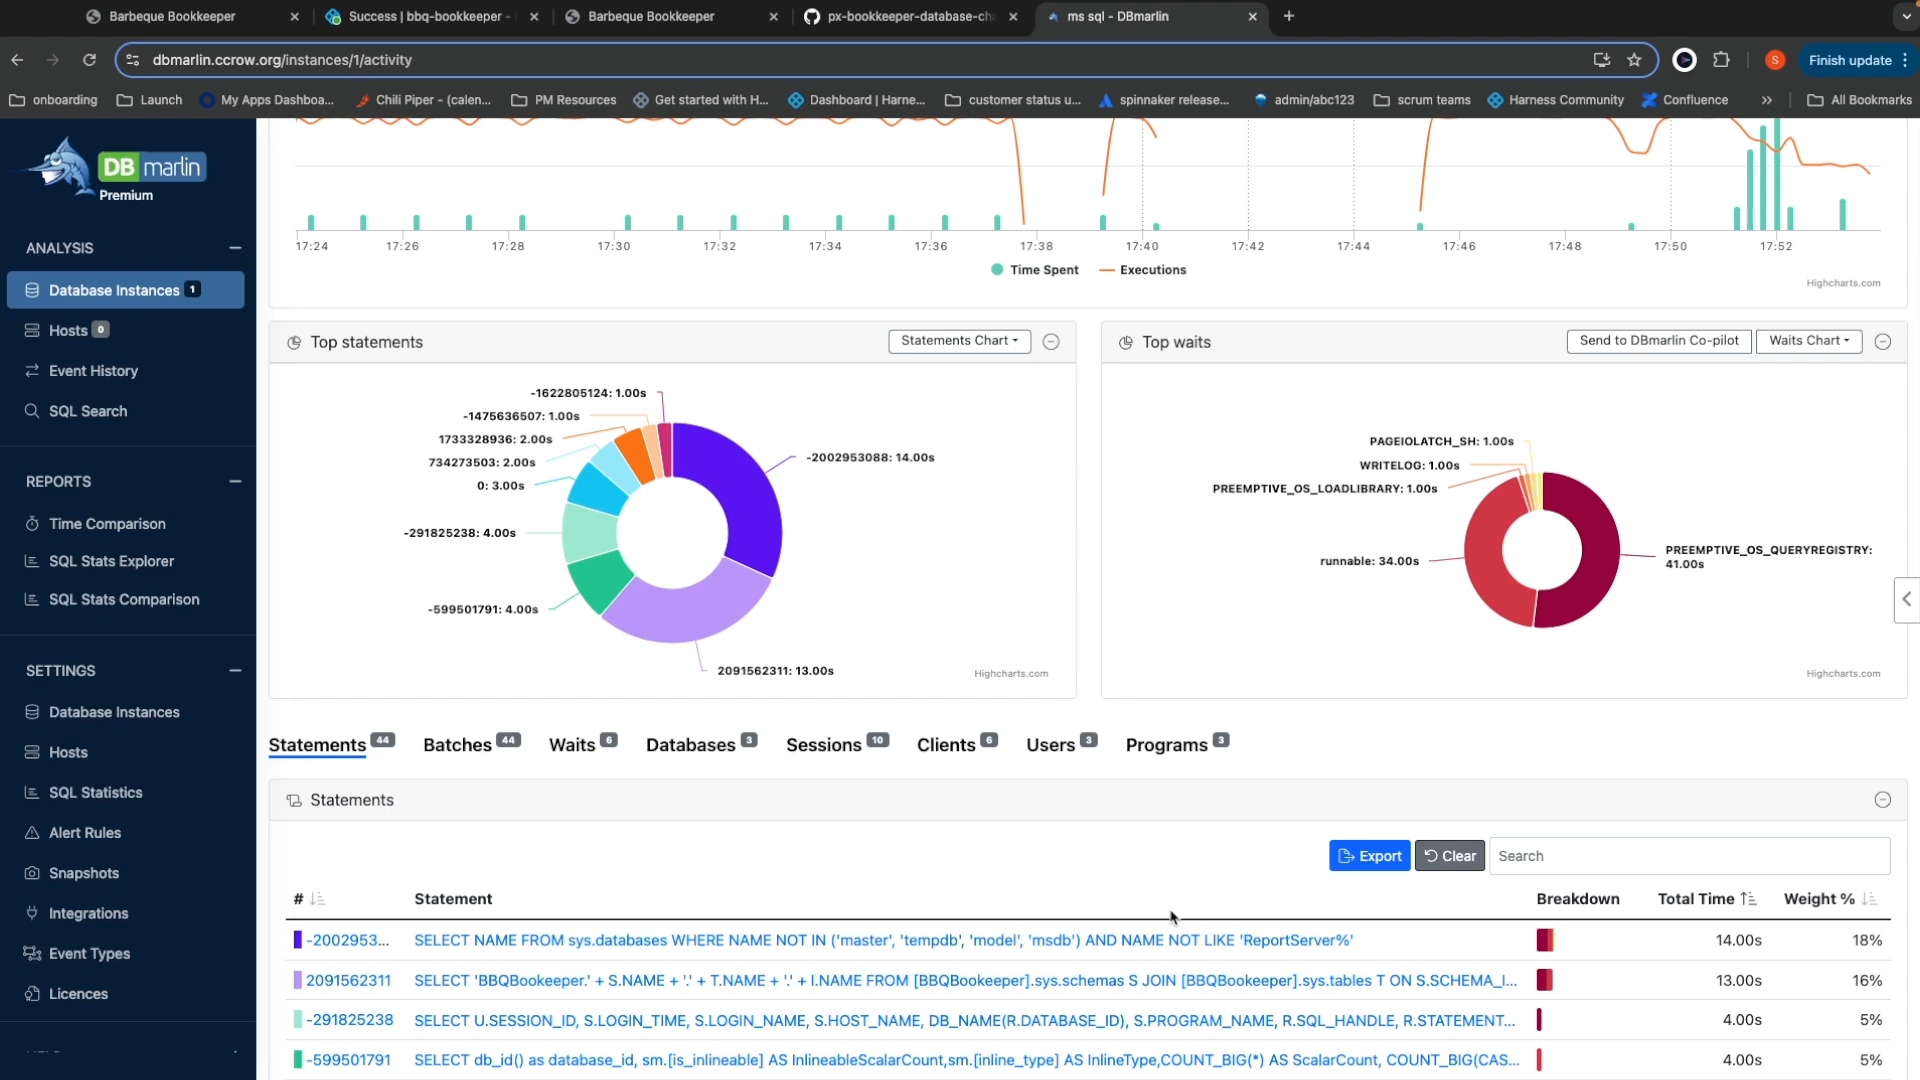 Barbeque Bookkeeper
Success | bbq-bookkeeper -
Barbeque Bookkeeper
px-bookkeeper-database-cha
ms sql - DBmarlin
dbmarlin.ccrow.org/instances/1/activity
S
Finish update
onboarding
Launch
My Apps Dashboa...
Chili Piper - (calen...
PM Resources
Get started with H...
Dashboard | Harne...
customer status u...
spinnaker release...
admin/abc123
scrum teams
Harness Community
Confluence
All Bookmarks
DB marlin
Premium
ANALYSIS
Database Instances 1
Hosts 0
Event History
SQL Search
REPORTS
Time Comparison
SQL Stats Explorer
SQL Stats Comparison
SETTINGS
Database Instances
Hosts
SQL Statistics
Alert Rules
Snapshots
Integrations
Event Types
Licences
17:24 17:26 17:28 17:30 17:32 17:34 17:36 17:38 17:40 17:42 17:44 17:46 17:48 17:50 17:52
Time Spent Executions
Highcharts.com
Top statements
Statements Chart
-1622805124: 1.00s
-1475636507: 1.00s
1733328936: 2.00s
734273503: 2.00s
0: 3.00s
-291825238: 4.00s
-599501791: 4.00s
-2002953088: 14.00s
2091562311: 13.00s
Highcharts.com
Top waits
Send to DBmarlin Co-pilot
Waits Chart
PAGEIOLATCH_SH: 1.00s
WRITELOG: 1.00s
PREEMPTIVE_OS_LOADLIBRARY: 1.00s
runnable: 34.00s
PREEMPTIVE_OS_QUERYREGISTRY:
41.00s
Highcharts.com
Statements 44 Batches 44 Waits 6 Databases 3 Sessions 10 Clients 6 Users 3 Programs 3
Statements
Export
Clear
Search
# Statement Breakdown Total Time Weight %
-2002953... SELECT NAME FROM sys.databases WHERE NAME NOT IN ('master', 'tempdb', 'model', 'msdb') AND NAME NOT LIKE 'ReportServer%' 14.00s 18%
2091562311 SELECT 'BBQBookeeper.' + S.NAME + '.' + T.NAME + '.' + I.NAME FROM [BBQBookeeper].sys.schemas S JOIN [BBQBookeeper].sys.tables T ON S.SCHEMA_I... 13.00s 16%
-291825238 SELECT U.SESSION_ID, S.LOGIN_TIME, S.LOGIN_NAME, S.HOST_NAME, DB_NAME(R.DATABASE_ID), S.PROGRAM_NAME, R.SQL_HANDLE, R.STATEMENT... 4.00s 5%
-599501791 SELECT db_id() as database_id, sm.[is_inlineable] AS InlineableScalarCount,sm.[inline_type] AS InlineType,COUNT_BIG(*) AS ScalarCount, COUNT_BIG(CAS... 4.00s 5%